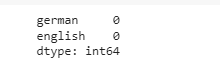 german     0
english    0
dtype: int64